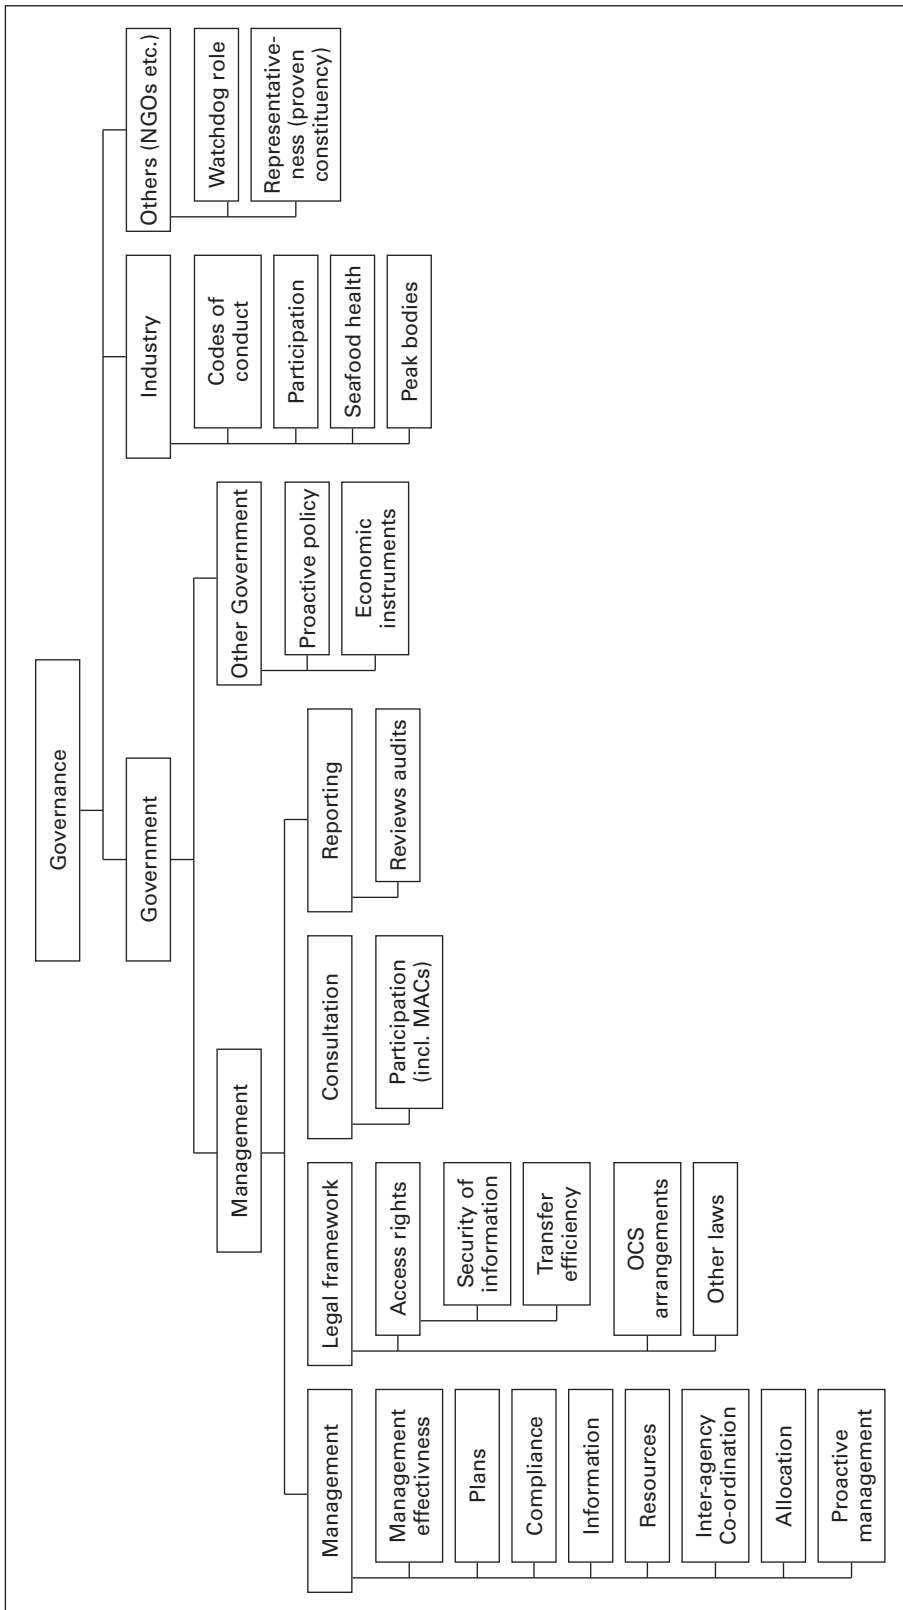 Governance
Government
Industry
Others (NGOs etc.)
Management
Other Government
Codes of
conduct
Participation
Seafood health
Peak bodies
Watchdog role
Representative-
ness (proven
constituency)
Proactive policy
Economic
instruments
Management
Legal framework
Consultation
Reporting
Management
effectivness
Plans
Compliance
Information
Resources
Inter-agency
Co-ordination
Allocation
Proactive
management
Access rights
Security of
information
Transfer
efficiency
OCS
arrangements
Other laws
Participation
(incl. MACs)
Reviews audits